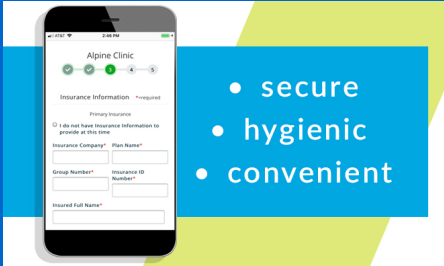 AT&T 2:48 PM
Alpine Clinic
3 4 5
Insurance Information *=required
Primary Insurance
I do not have Insurance Information to
provide at this time
Insurance Company* Plan Name*
Group Number* Insurance ID
Number*
Insured Full Name*
• secure
• hygienic
• convenient